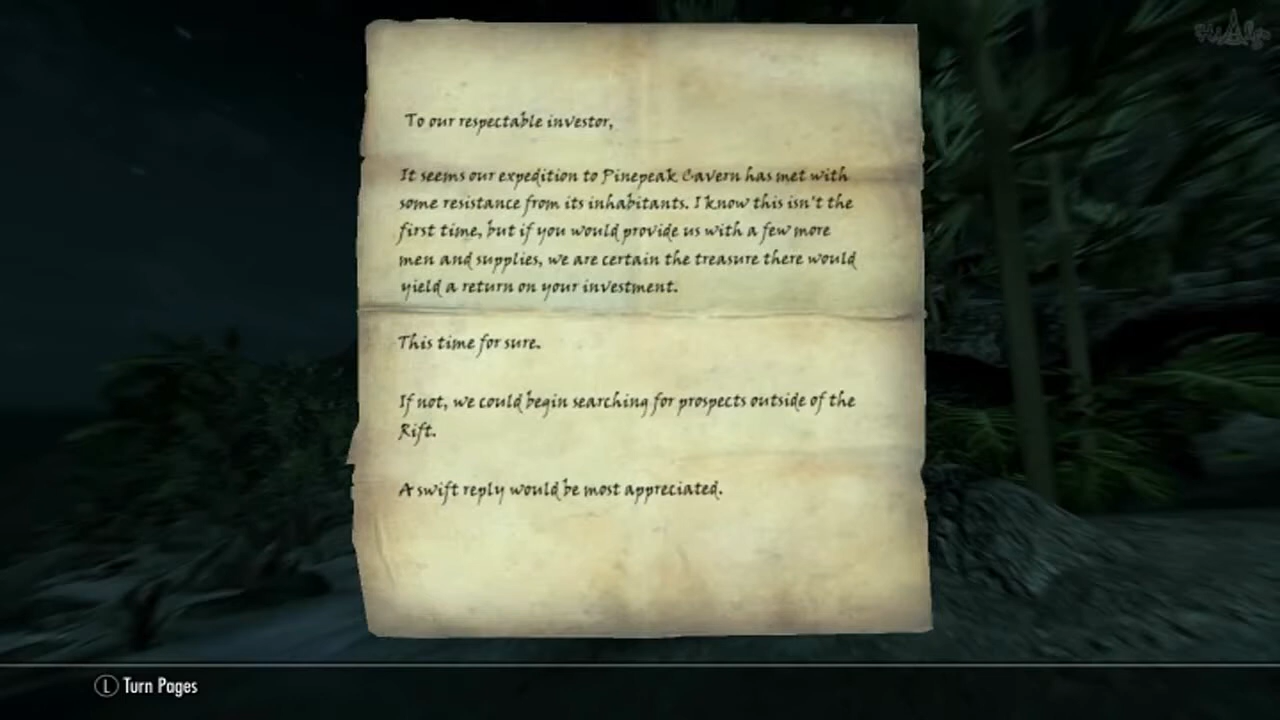 To our respectable investor,
It seems our expedition to Pinepeak Cavern has met with
some resistance from its inhabitants. I know this isn't the
first time, but if you would provide us with a few more
men and supplies, we are certain the treasure there would
yield a return on your investment.
This time for sure.
If not, we could begin searching for prospects outside of the
Rift.
A swift reply would be most appreciated.
L Turn Pages